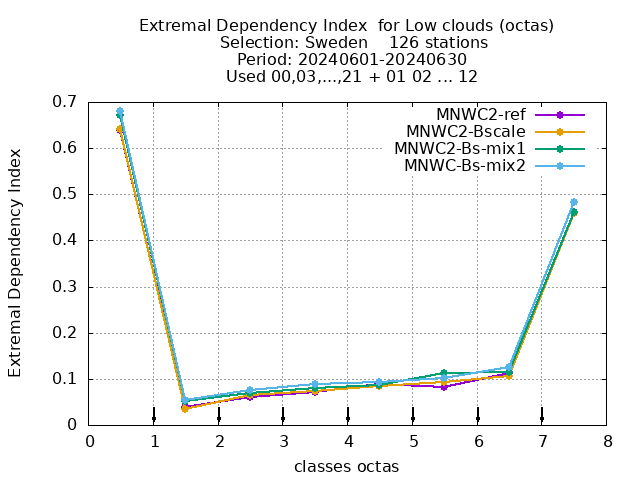 Extremal Dependency Index  for Low clouds (octas)
Selection: Sweden    126 stations
Period: 20240601-20240630
Used 00,03,...,21 + 01 02 ... 12
MNWC2-ref
MNWC2-Bscale
MNWC2-Bs-mix1
MNWC-Bs-mix2
0.7
0.6
0.5
0.4
0.3
0.2
0.1
0
Extremal Dependency Index
0 1 2 3 4 5 6 7 8
classes octas